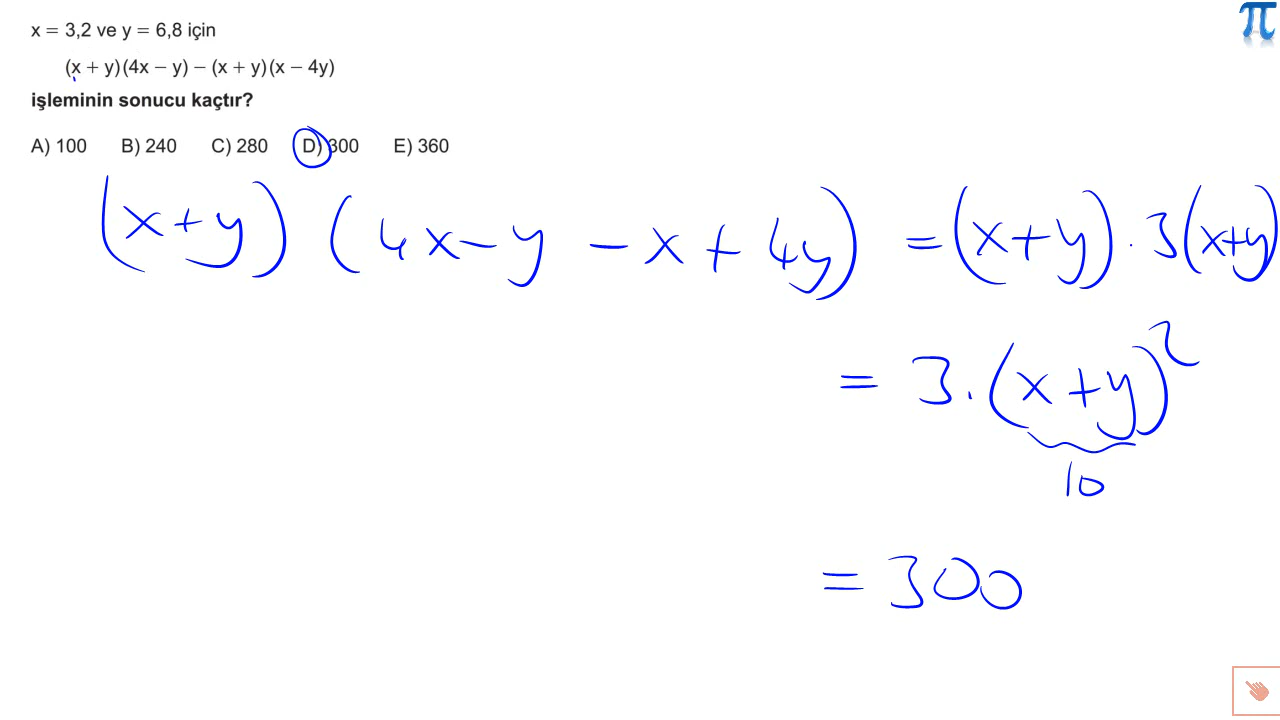 x = 3,2 ve y = 6,8 için
(x + y)(4x − y) − (x + y)(x − 4y)
işleminin sonucu kaçtır?
A) 100 B) 240 C) 280 D) 300 E) 360
(x+y) (4x−y −x+4y) = (x+y) . 3(x+y)
= 3.(x+y)²
10
= 300
π